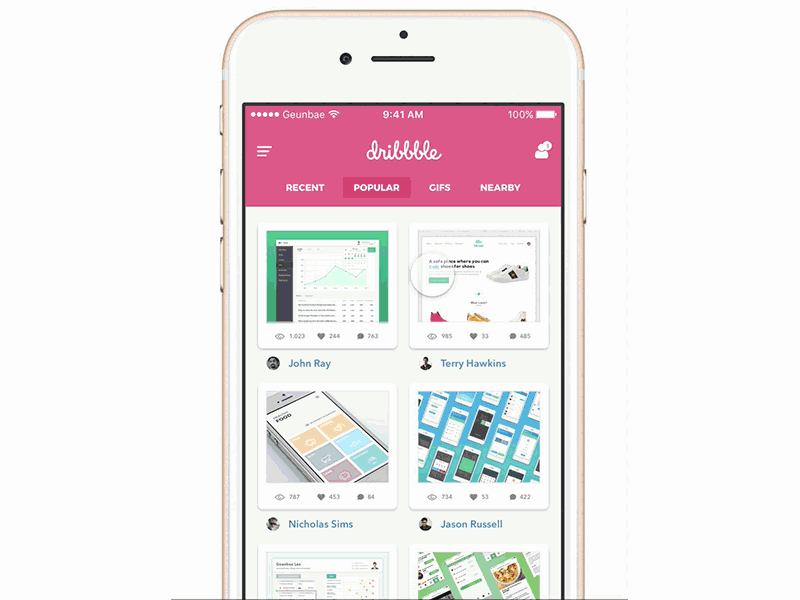 Geunbae 9:41 AM 100%
dribbble
RECENT POPULAR GIFS NEARBY
A safe place where you can
shoes for shoes
1,023 244 763
985 33 485
John Ray
Terry Hawkins
FOOD
787 453 84
734 53 422
Nicholas Sims
Jason Russell